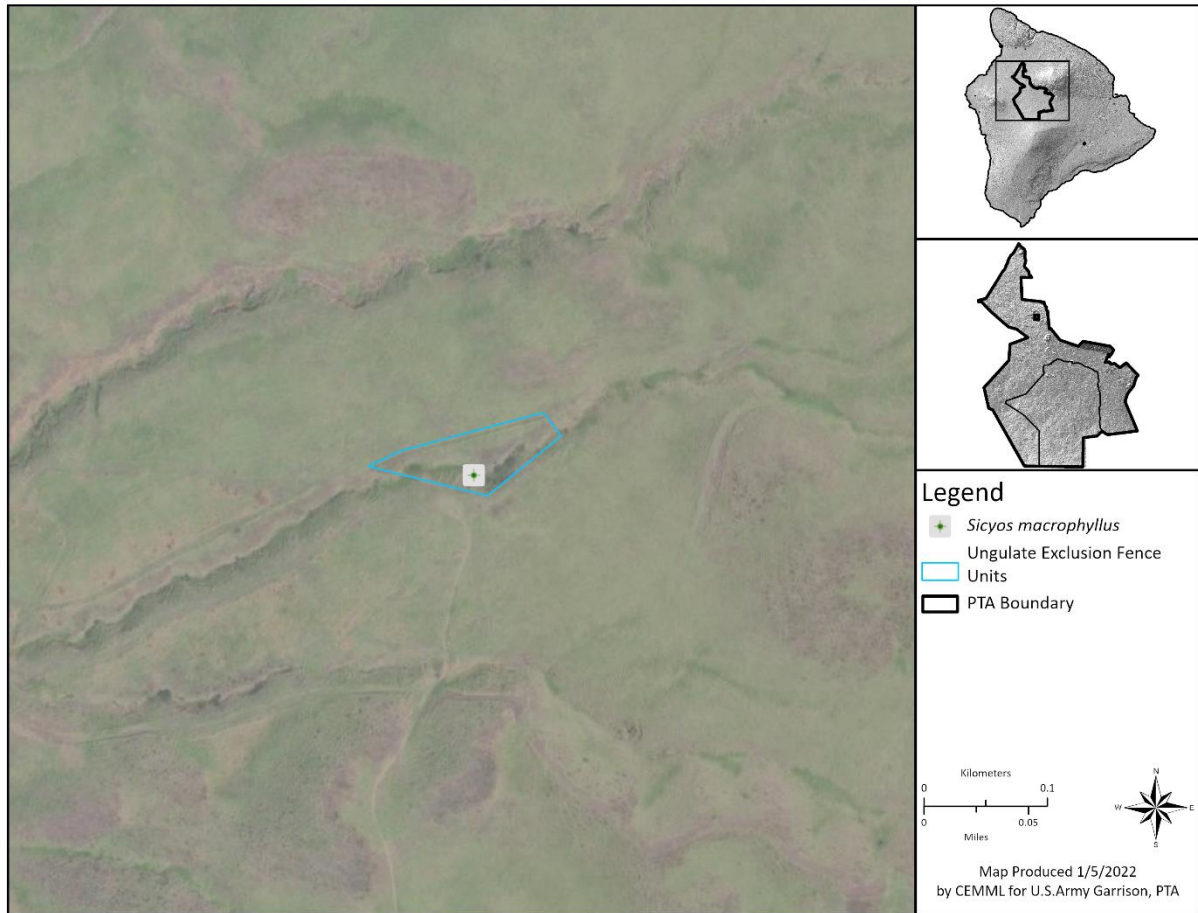 Legend
Sicyos macrophyllus
Ungulate Exclusion Fence
Units
PTA Boundary
Kilometers
0 0.1
0 0.05
Miles
N
W E
S
Map Produced 1/5/2022
by CEMML for U.S.Army Garrison, PTA